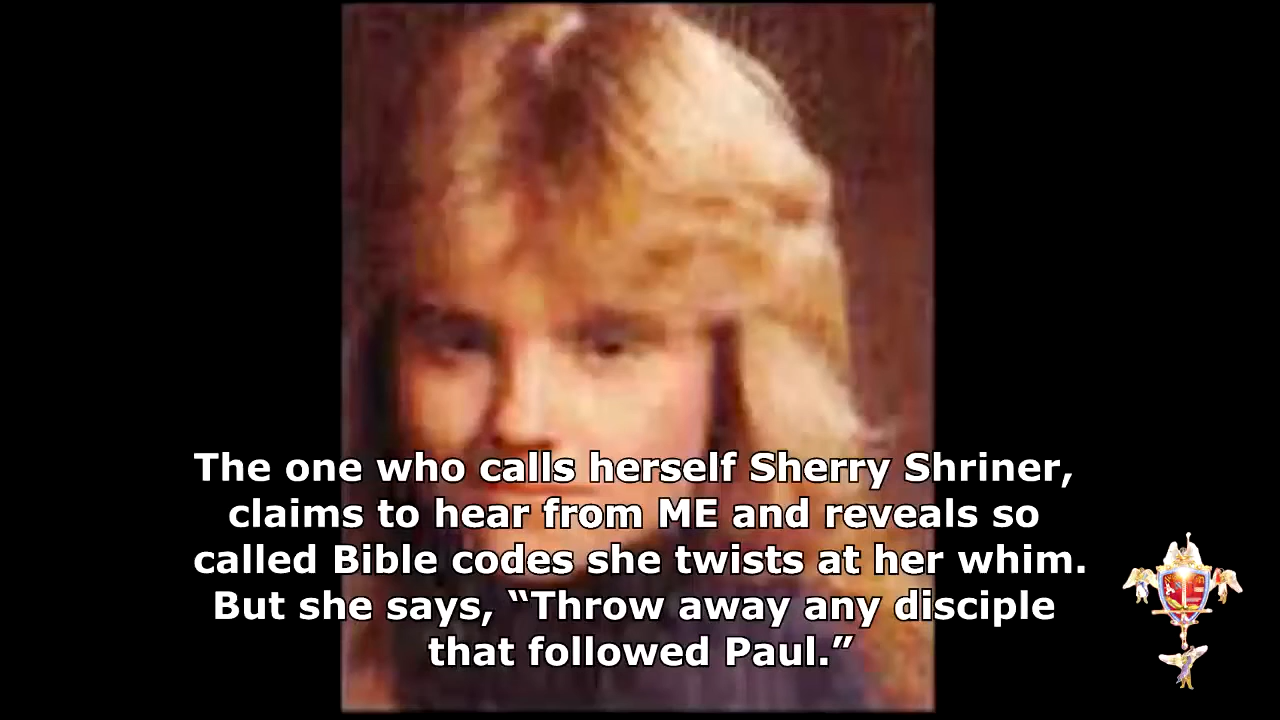 The one who calls herself Sherry Shriner,
claims to hear from ME and reveals so
called Bible codes she twists at her whim.
But she says, “Throw away any disciple
that followed Paul.”